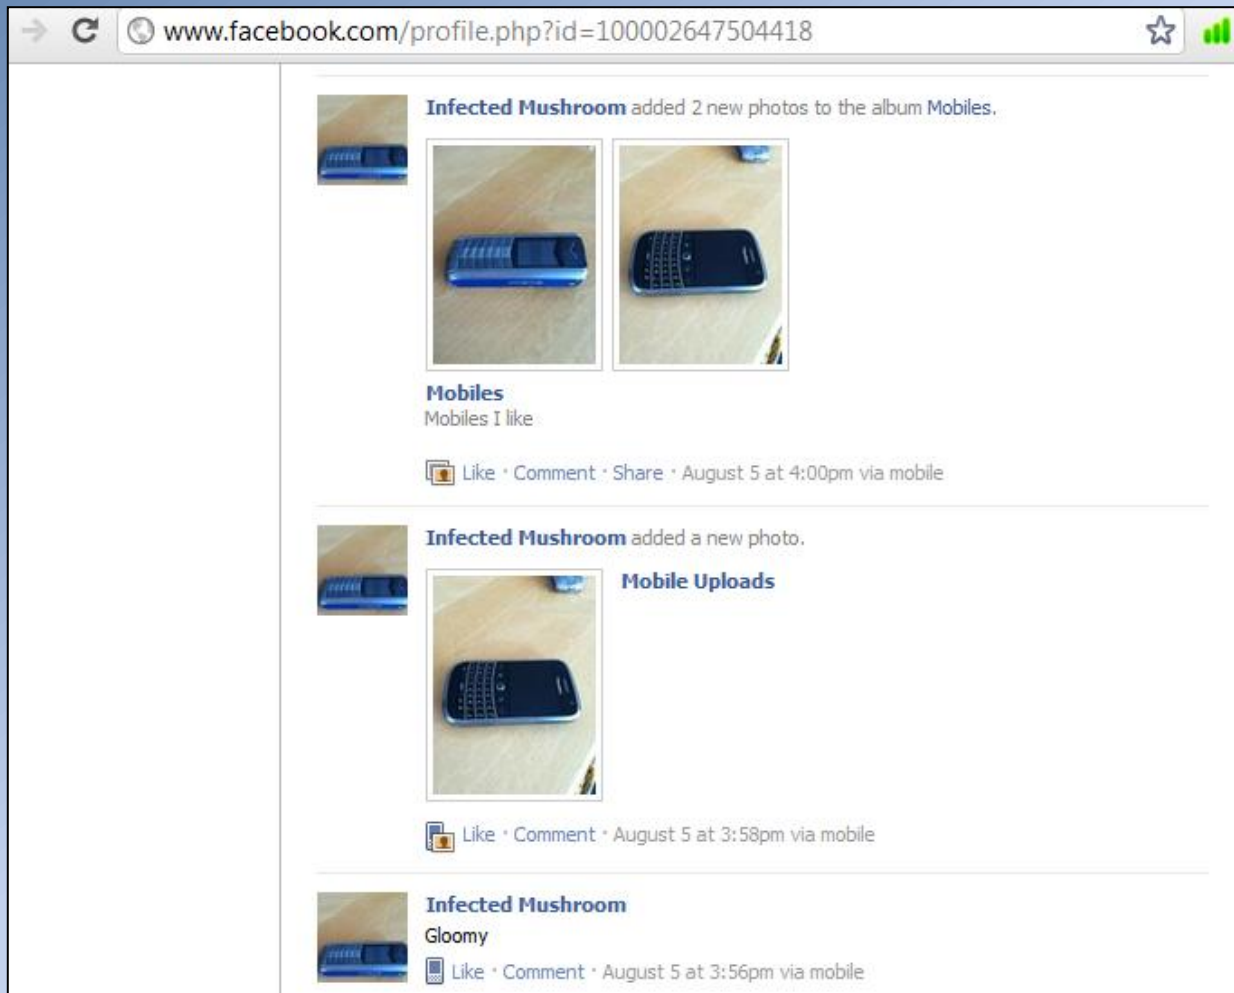 www.facebook.com/profile.php?id=100002647504418
Infected Mushroom added 2 new photos to the album Mobiles.
Mobiles
Mobiles I like
Like · Comment · Share · August 5 at 4:00pm via mobile
Infected Mushroom added a new photo.
Mobile Uploads
Like · Comment · August 5 at 3:58pm via mobile
Infected Mushroom
Gloomy
Like · Comment · August 5 at 3:56pm via mobile